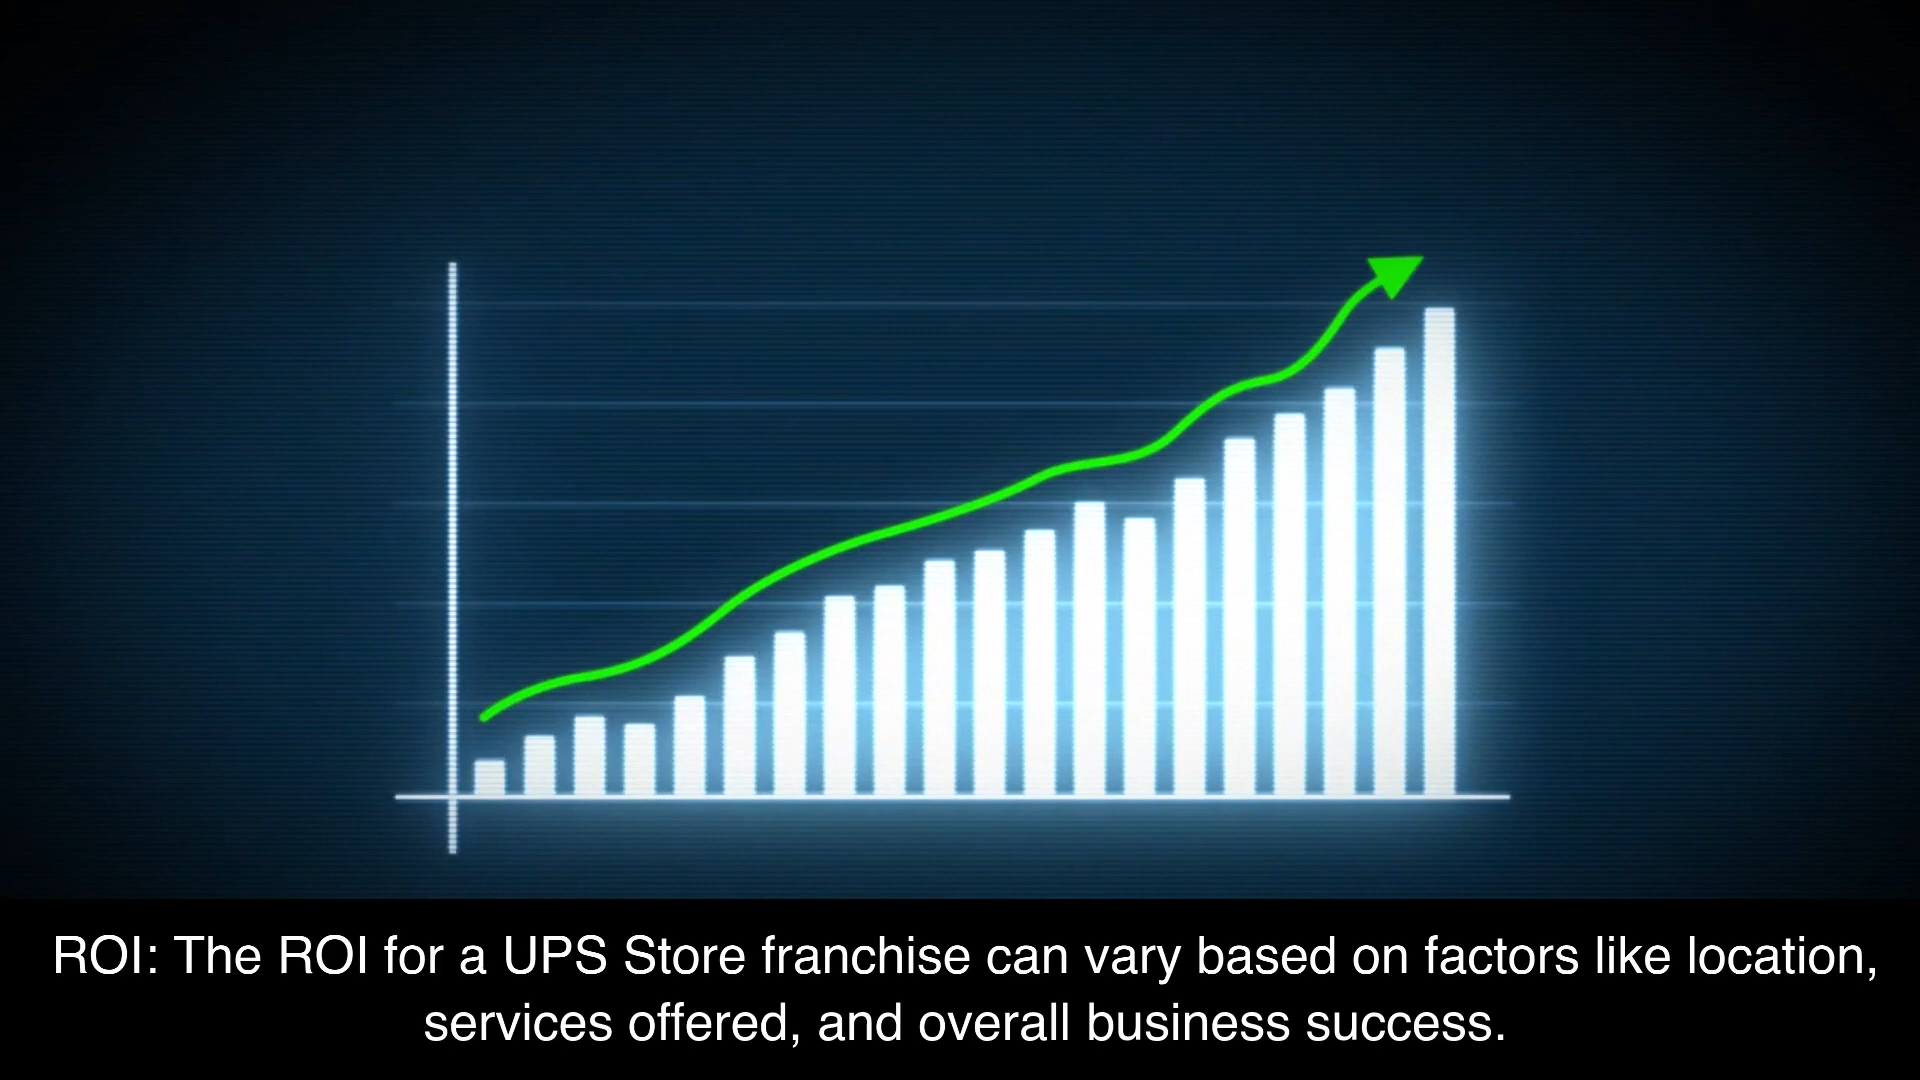 ROI: The ROI for a UPS Store franchise can vary based on factors like location,
services offered, and overall business success.